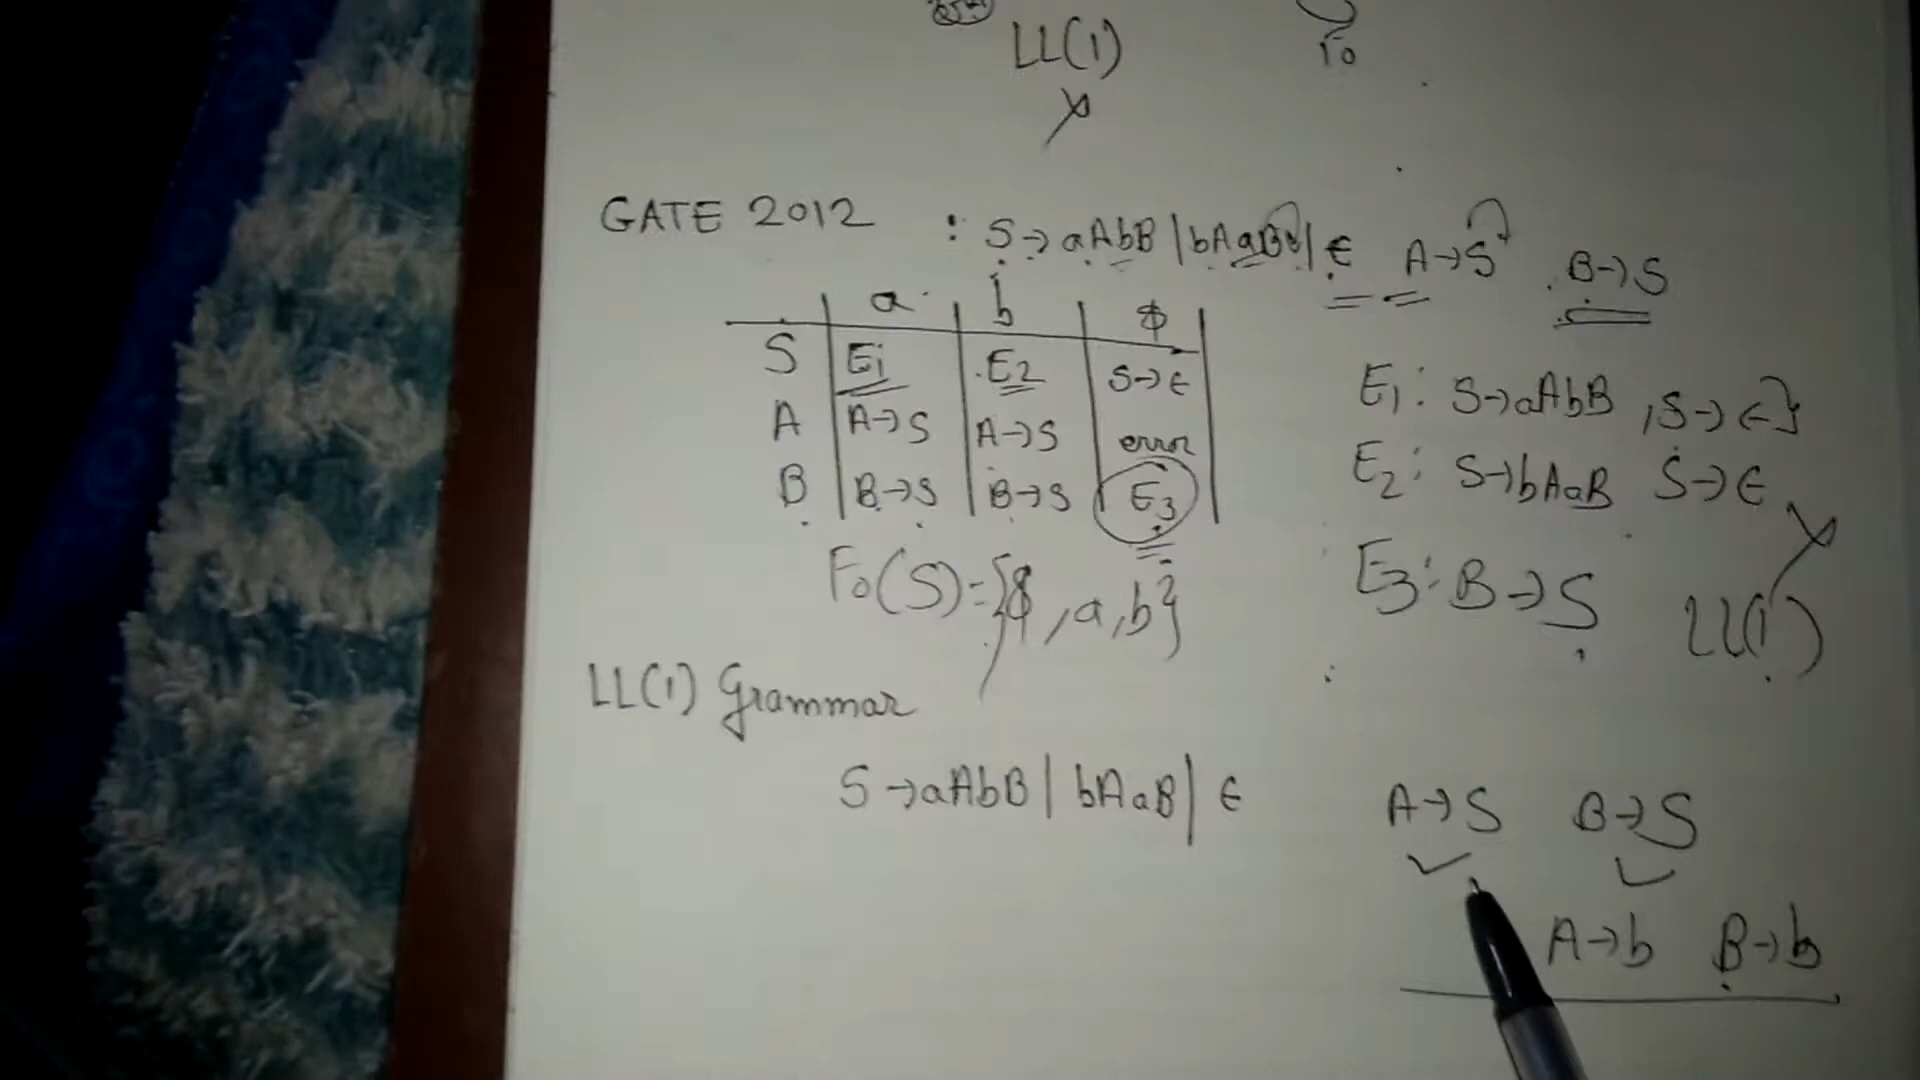 LL(1)
GATE 2012 : S→aAbB|bAaB|ϵ A→S B→S
a b $
S E1 E2 S→ϵ
A A→S A→S error
B B→S B→S E3
E1: S→aAbB, S→ϵ}
E2: S→bAaB S→ϵ
E3: B→S LL(1)
Fo(S)={$,a,b}
LL(1) Grammar
S→aAbB| bAaB| ϵ A→S B→S
A→b B→b